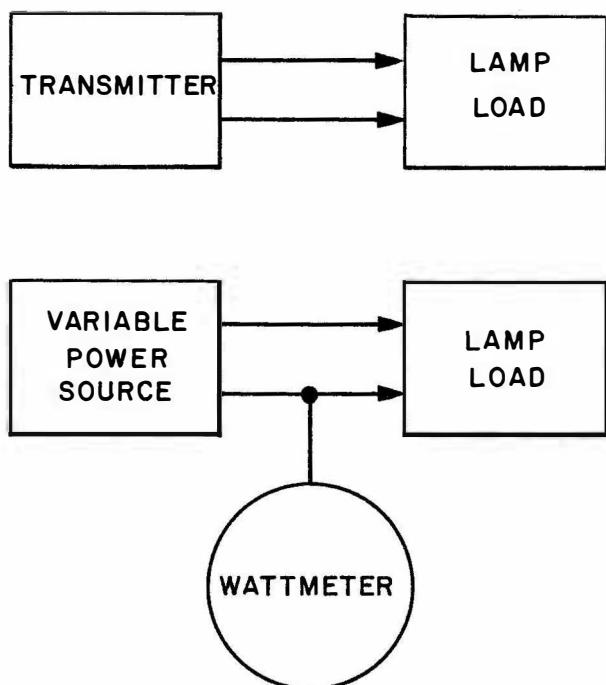 TRANSMITTER
LAMP
LOAD
VARIABLE
POWER
SOURCE
LAMP
LOAD
WATTMETER